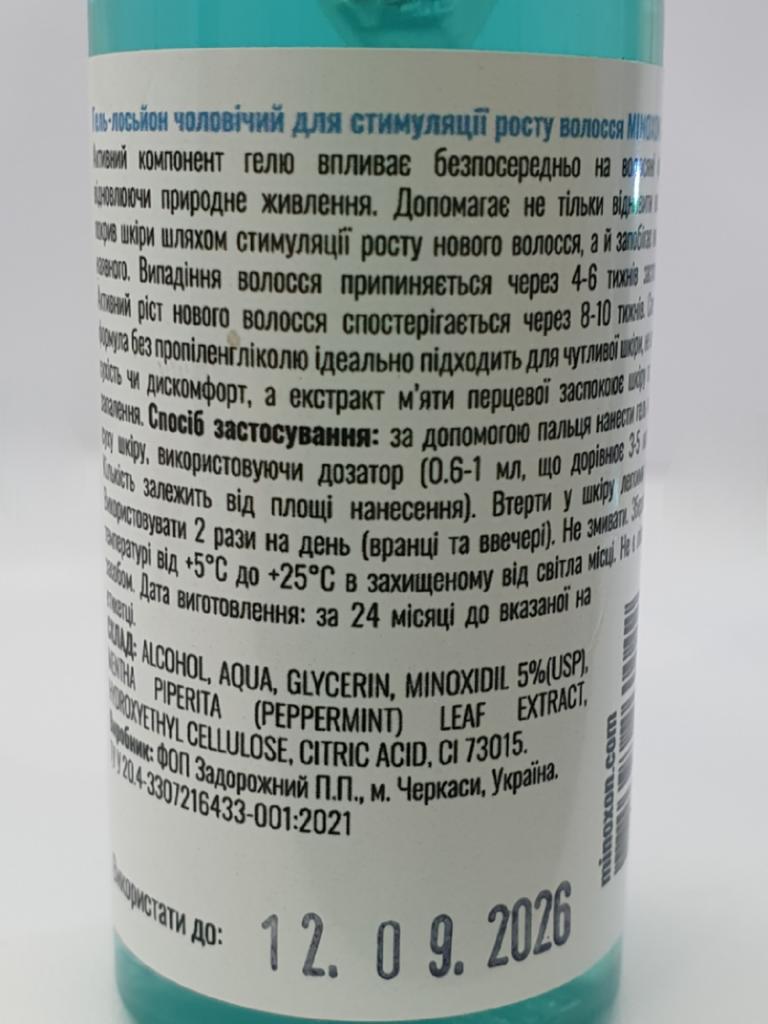 Гель-лосьйон чоловічий для стимуляції росту волосся
Активний компонент гелю впливає безпосередньо на
природне живлення. Допомагає не тільки
шкіри шляхом стимуляції росту нового волосся, а й
Випадіння волосся припиняється через 4-6 тижнів
Активний ріст нового волосся спостерігається через 8-10 тижнів.
формула без пропіленгліколю ідеально підходить для чутливої шкіри,
чи дискомфорт, а екстракт м'яти перцевої заспокоює шкіру
Спосіб застосування: за допомогою пальця нанести
шкіру, використовуючи дозатор (0.6-1 мл, що дорівнює 3-5
Кількість залежить від площі нанесення). Втерти у шкіру
Використовувати 2 рази на день (вранці та ввечері). Не змивати.
температурі від +5°C до +25°C в захищеному від світла місці. Не
Дата виготовлення: за 24 місяці до вказаної на
етикетці.
СКЛАД: ALCOHOL, AQUA, GLYCERIN, MINOXIDIL 5%(USP),
MENTHA PIPERITA (PEPPERMINT) LEAF EXTRACT,
HYDROXYETHYL CELLULOSE, CITRIC ACID, CI 73015.
Виробник: ФОП Задорожний П.П., м. Черкаси, Україна.
ТУ У 20.4-3307216433-001:2021
minoxon.com
Використати до: 12. 09. 2026